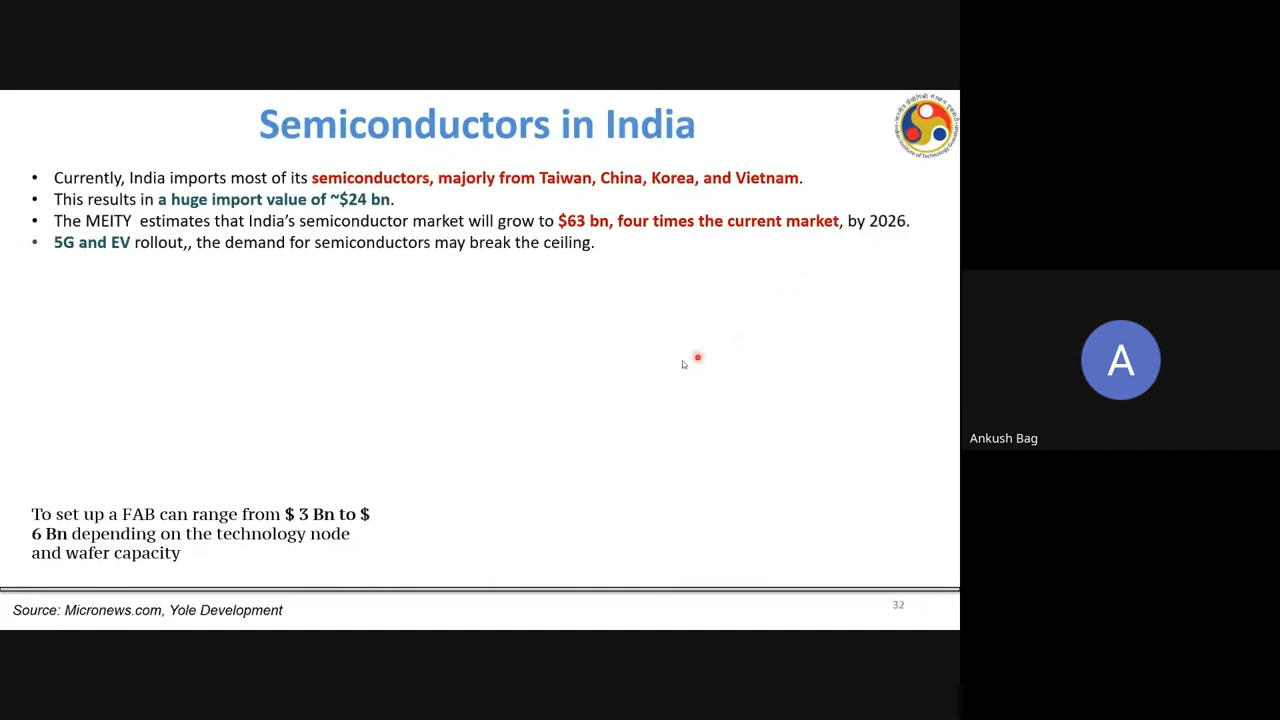 Semiconductors in India
• Currently, India imports most of its semiconductors, majorly from Taiwan, China, Korea, and Vietnam.
• This results in a huge import value of ~$24 bn.
• The MEITY  estimates that India’s semiconductor market will grow to $63 bn, four times the current market, by 2026.
• 5G and EV rollout,, the demand for semiconductors may break the ceiling.
To set up a FAB can range from $ 3 Bn to $
6 Bn depending on the technology node
and wafer capacity
Source: Micronews.com, Yole Development
32
A
Ankush Bag